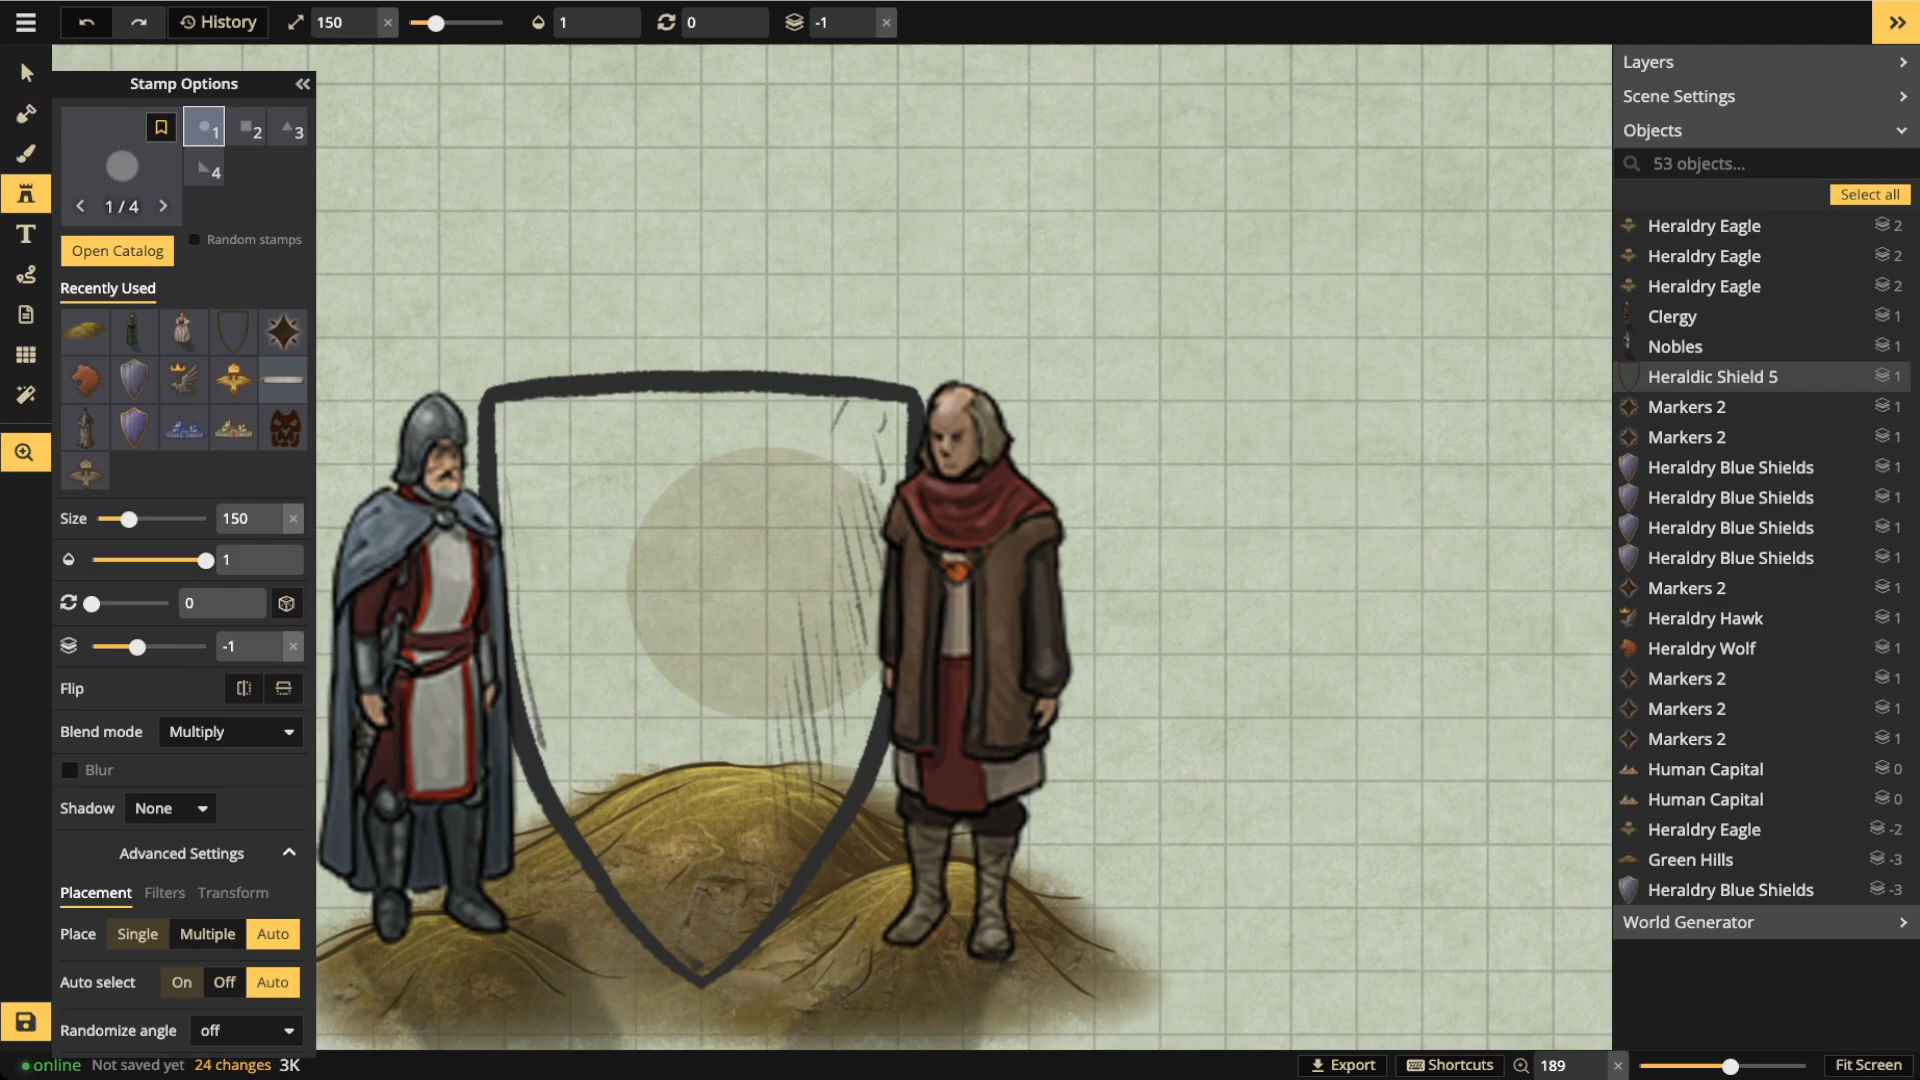 History
150
1
0
-1
Stamp Options
1
2
3
4
1 / 4
Open Catalog
Random stamps
Recently Used
Size
150
1
0
-1
Flip
Blend mode
Multiply
Blur
Shadow
None
Advanced Settings
Placement
Filters
Transform
Place
Single
Multiple
Auto
Auto select
On
Off
Auto
Randomize angle
off
online
Not saved yet
24 changes
3K
Layers
Scene Settings
Objects
53 objects...
Select all
Heraldry Eagle 2
Heraldry Eagle 2
Heraldry Eagle 2
Clergy 1
Nobles 1
Heraldic Shield 5 1
Markers 2 1
Markers 2 1
Heraldry Blue Shields 1
Heraldry Blue Shields 1
Heraldry Blue Shields 1
Heraldry Blue Shields 1
Markers 2 1
Heraldry Hawk 1
Heraldry Wolf 1
Markers 2 1
Markers 2 1
Markers 2 1
Human Capital 0
Human Capital 0
Heraldry Eagle -2
Green Hills -3
Heraldry Blue Shields -3
World Generator
Export
Shortcuts
189
Fit Screen